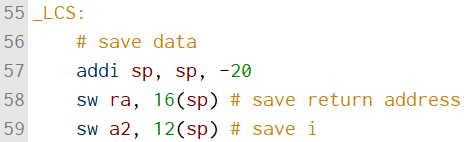 55 _LCS:
56     # save data
57     addi sp, sp, -20
58     sw ra, 16(sp) # save return address
59     sw a2, 12(sp) # save i